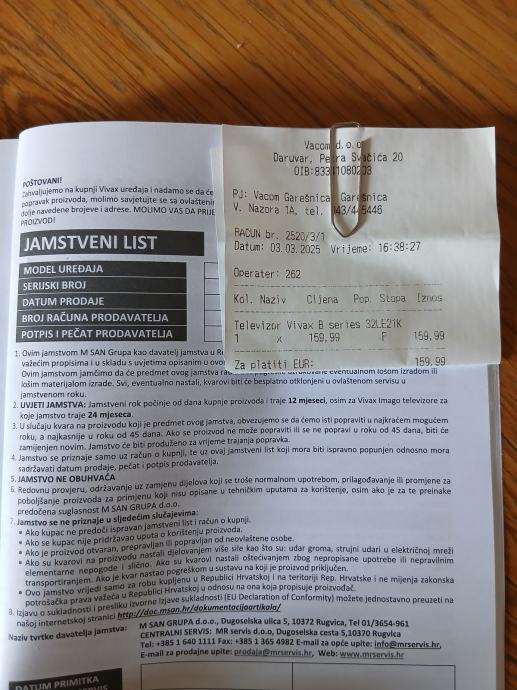 Vacom d.o.o.
Daruvar, Petra Svačića 20
PJ: Vacom Garešnica, Garešnica
V. Nazora 1A, tel. 043/445446
RAČUN br. 2520/3/1
Datum: 03.03.2025 Vrijeme: 16:38:27
Operater: 262
Kol. Naziv Cijena Pop. Stopa Iznos
Televizor Vivax B series 32LE21K
1 x 159,99 F 159,99
Za platiti EUR: 159,99
POŠTOVANI!
Zahvaljujemo na kupnji Vivax uređaja i nadamo se da će
popravak proizvoda, molimo savjetujte se sa ovlašteni
dolje navedene brojeve i adrese. MOLIMO VAS DA PRIJE
PROIZVOD!
JAMSTVENI LIST
MODEL UREĐAJA
SERIJSKI BROJ
DATUM PRODAJE
BROJ RAČUNA PRODAVATELJA
POTPIS I PEČAT PRODAVATELJA
1. Ovim jamstvom M SAN Grupa kao davatelj jamstva u
važećim propisima i u skladu s uvjetima opisanim u
Ovim jamstvom jamčimo da će predmet ovog jamstva eventualnom lošom izradom ili
lošim materijalom izrade. Svi, eventualno nastali, kvarovi biti će besplatno otklonjeni u ovlaštenom servisu u
jamstvenom roku.
2. UVJETI JAMSTVA: Jamstveni rok počinje od dana kupnje proizvoda i traje 12 mjeseci, osim za Vivax Imago televizore za
koje jamstvo traje 24 mjeseca.
3. U slučaju kvara na proizvodu koji je predmet ovog jamstva, obvezujemo se da ćemo isti popraviti u najkraćem mogućem
roku, a najkasnije u roku od 45 dana. Ako se proizvod ne može popraviti ili se ne popravi u roku od 45 dana, biti će
zamijenjen novim. Jamstvo će biti produženo za vrijeme trajanja popravka.
4. Jamstvo se priznaje samo uz račun o kupnji, te uz ovaj jamstveni list koji mora biti ispravno popunjen odnosno mora
sadržavati datum prodaje, pečat i potpis prodavatelja.
5. JAMSTVO NE OBUHVAĆA
6. Redovnu provjeru, održavanje uz zamjenu dijelova koji se troše normalnom upotrebom, prilagođavanje ili promjene za
poboljšanje proizvoda za primjenu koji nisu opisane u tehničkim uputama za korištenje, osim ako je za te preinake
predočena suglasnost M SAN GRUPA d.o.o.
7. Jamstvo se ne priznaje u sljedećim slučajevima:
• Ako kupac ne predoči ispravan jamstveni list i račun o kupnji.
• Ako se kupac nije pridržavao uputa o korištenju proizvoda.
• Ako je proizvod otvaran, prepravljan ili popravljan od neovlaštene osobe.
• Ako su kvarovi na proizvodu nastali djelovanjem više sile kao što su: udar groma, strujni udari u električnoj mreži
elementarne nepogode i slično. Ako su kvarovi nastali oštećivanjem zbog nepropisane upotrebe ili nepravilnim
transportiranjem. Ako je kvar nastao pogreškom u sustavu na koji je proizvod priključen.
• Ovo jamstvo vrijedi samo za robu kupljenu u Republici Hrvatskoj i na teritoriji Rep. Hrvatske i ne mijenja zakonska
potrošačka prava važeća u Republici Hrvatskoj u odnosu na ona koja propisuje proizvođač.
8. Izjavu o sukladnosti i presliku izvorne Izjave sukladnosti (EU Declaration of Conformity) možete jednostavno preuzeti na
našoj internetskoj stranici http://doc.msan.hr/dokumentacijaartikala/
Naziv tvrtke davatelja jamstva: M SAN GRUPA d.o.o., Dugoselska ulica 5, 10372 Rugvica, Tel 01/3654-961
CENTRALNI SERVIS: MR servis d.o.o, Dugoselska cesta 5,10370 Rugvica
Tel: +385 1 640 1111 Fax: +385 1 365 4982 E-mail za opće upite: info@mrservis.hr,
E-mail za prodajne upite: prodaja@mrservis.hr, Web: www.mrservis.hr
DATUM PRIMITKA